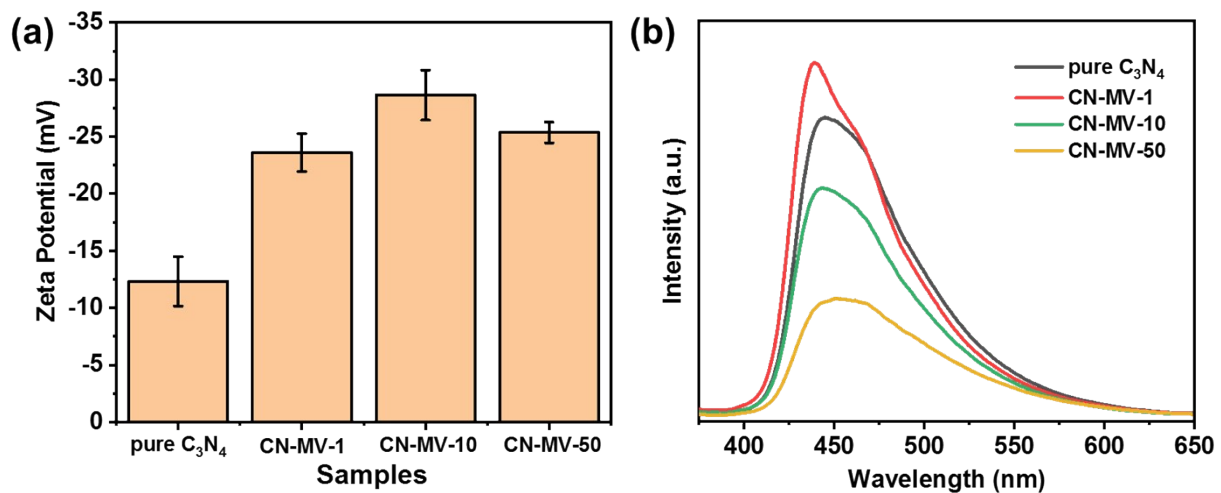 (a)
Zeta Potential (mV)
-35
-30
-25
-20
-15
-10
-5
0
pure C₃N₄ CN-MV-1 CN-MV-10 CN-MV-50
Samples
(b)
Intensity (a.u.)
pure C₃N₄
CN-MV-1
CN-MV-10
CN-MV-50
400 450 500 550 600 650
Wavelength (nm)